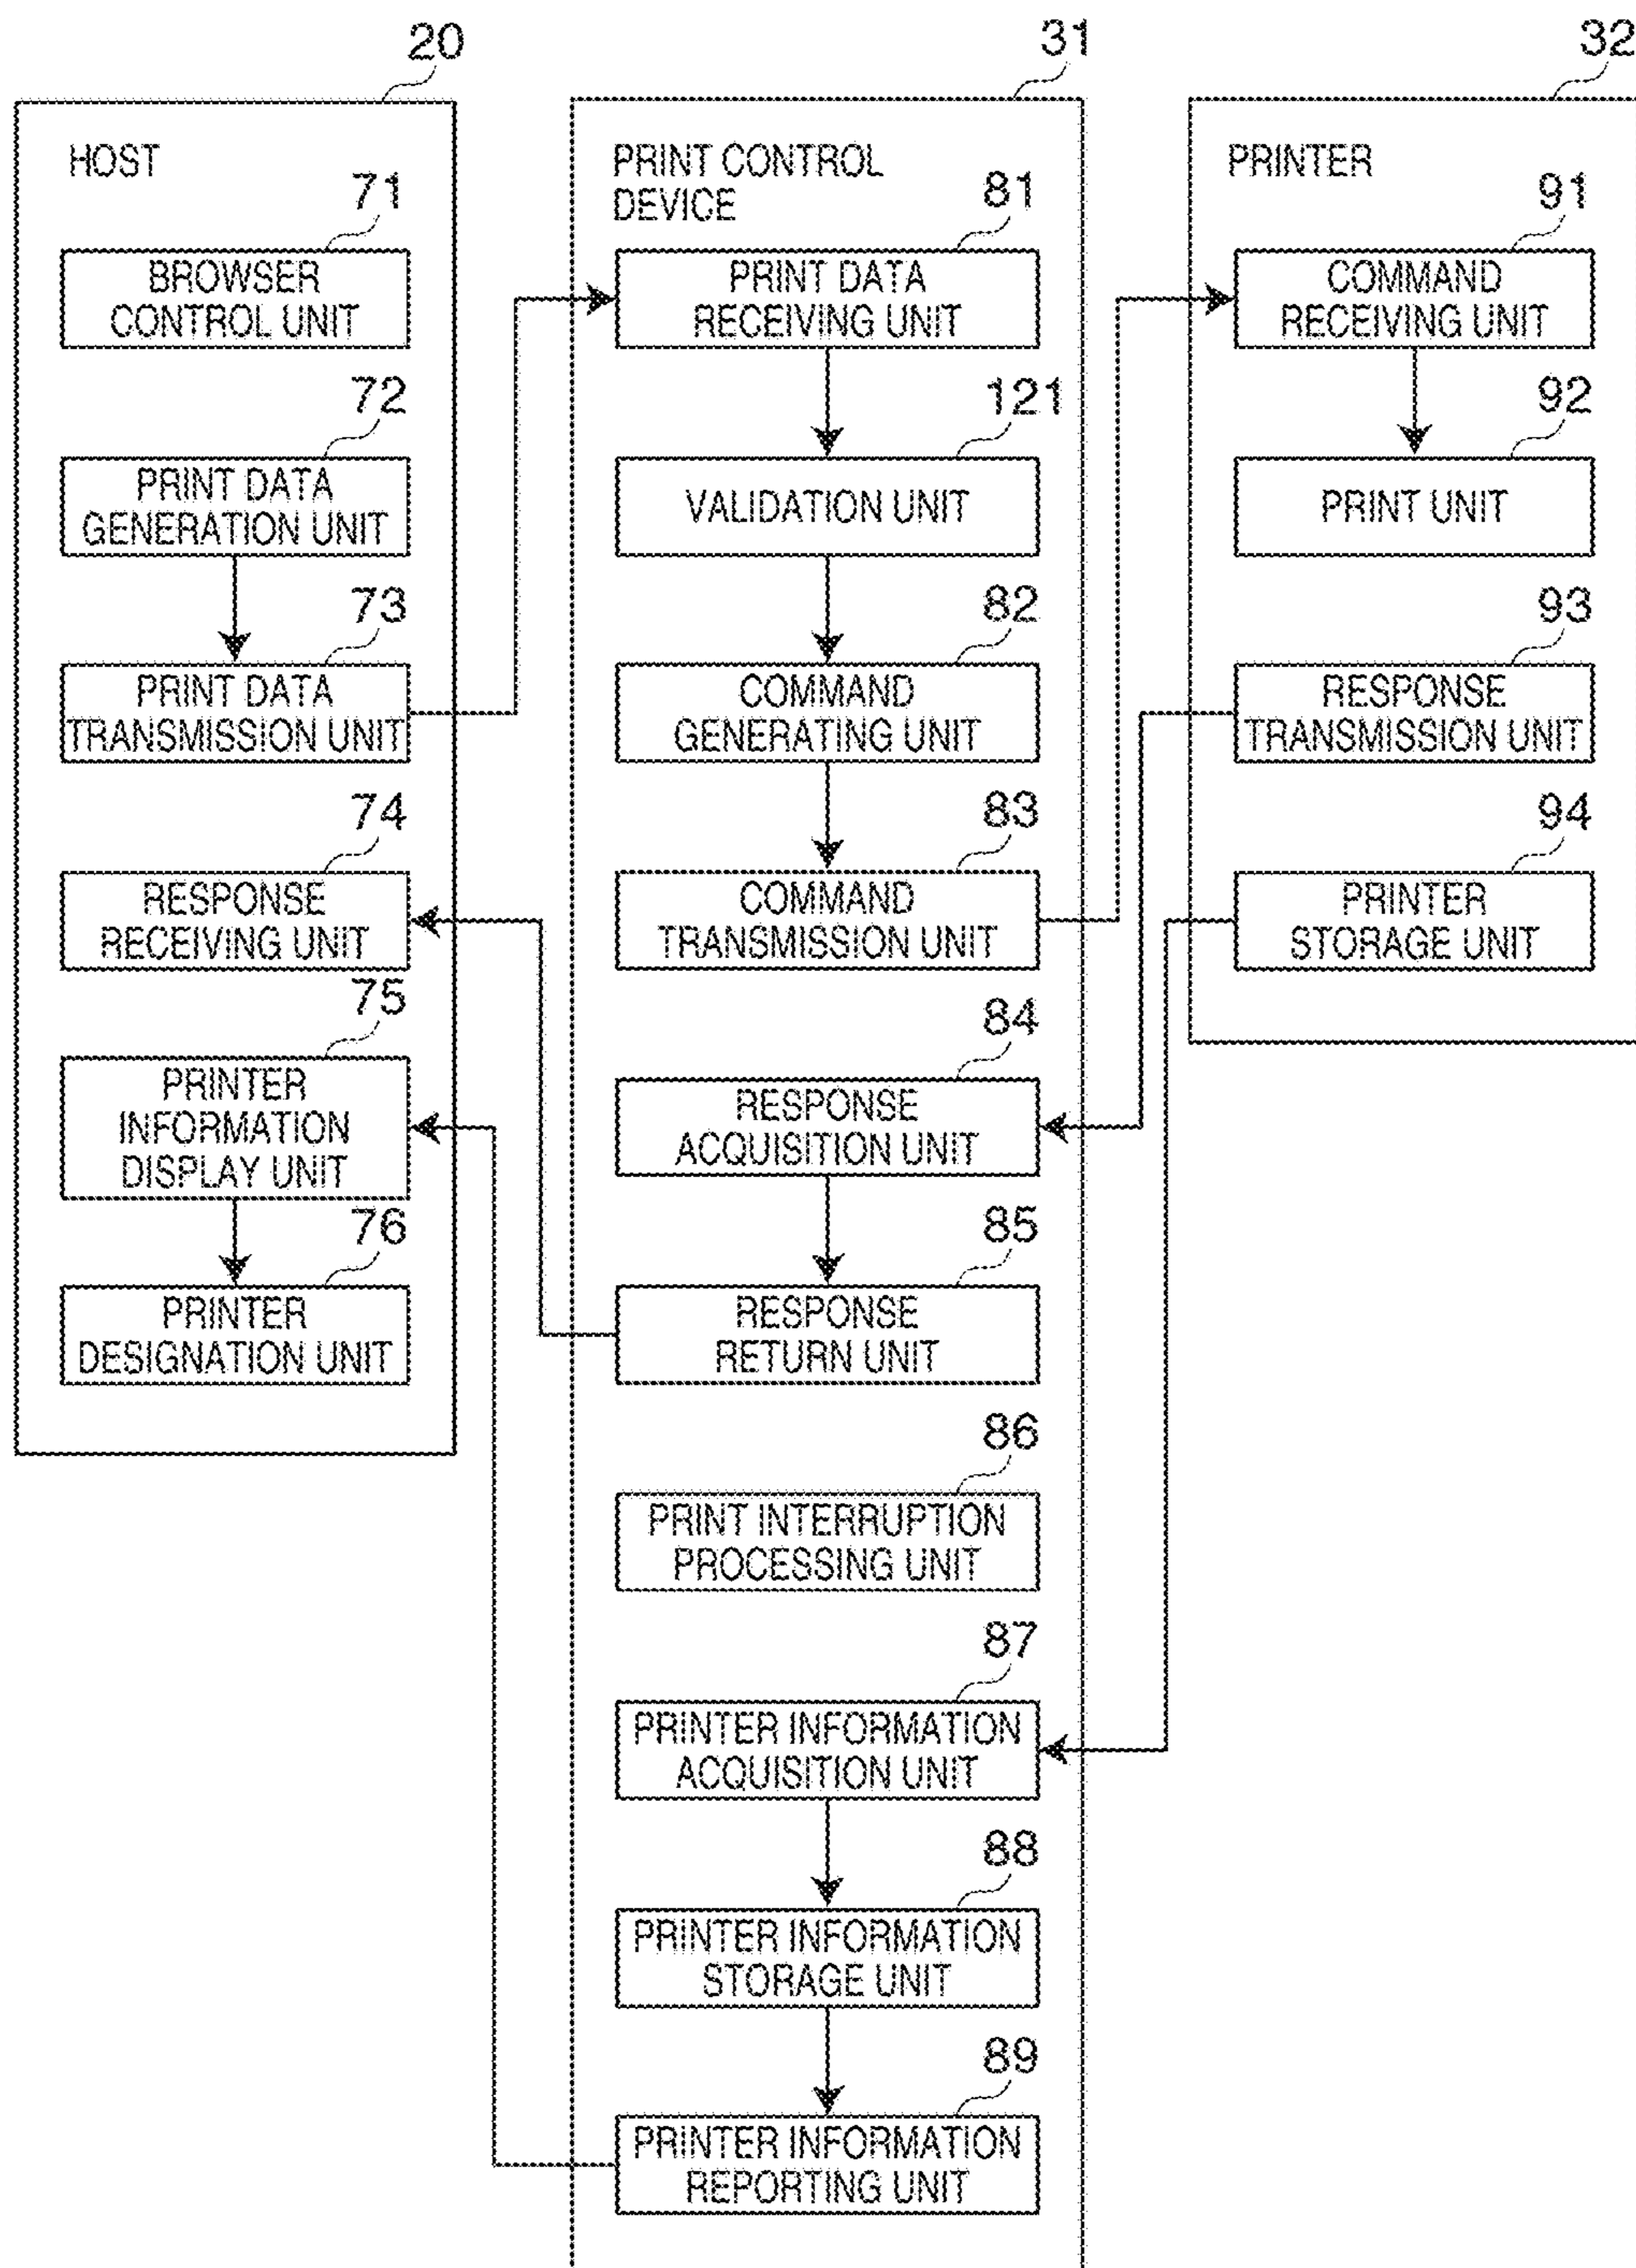 20
HOST
71
BROWSER
CONTROL UNIT
72
PRINT DATA
GENERATION UNIT
73
PRINT DATA
TRANSMISSION UNIT
74
RESPONSE
RECEIVING UNIT
75
PRINTER
INFORMATION
DISPLAY UNIT
76
PRINTER
DESIGNATION UNIT
31
PRINT CONTROL
DEVICE
81
PRINT DATA
RECEIVING UNIT
121
VALIDATION UNIT
82
COMMAND
GENERATING UNIT
83
COMMAND
TRANSMISSION UNIT
84
RESPONSE
ACQUISITION UNIT
85
RESPONSE
RETURN UNIT
86
PRINT INTERRUPTION
PROCESSING UNIT
87
PRINTER INFORMATION
ACQUISITION UNIT
88
PRINTER INFORMATION
STORAGE UNIT
89
PRINTER INFORMATION
REPORTING UNIT
32
PRINTER
91
COMMAND
RECEIVING UNIT
92
PRINT UNIT
93
RESPONSE
TRANSMISSION UNIT
94
PRINTER
STORAGE UNIT